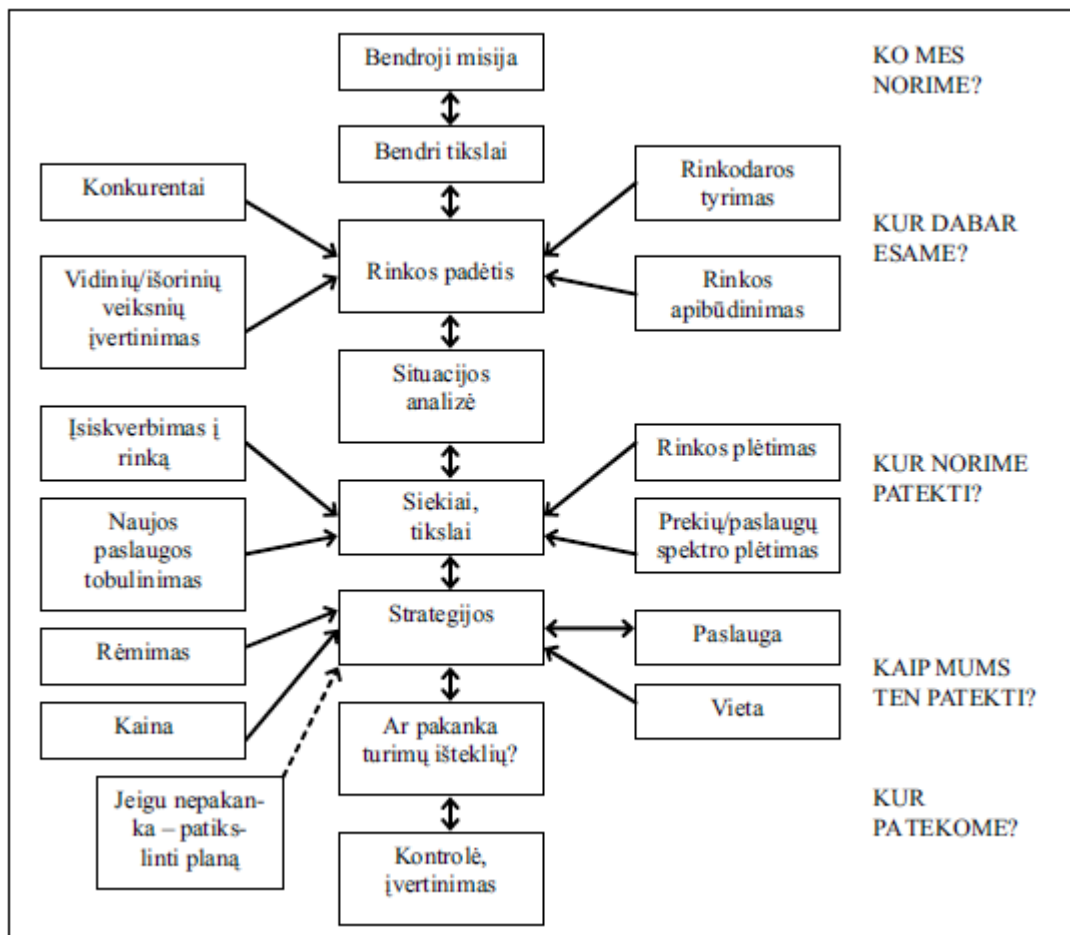 Bendroji misija
KO MES
NORIME?
Bendri tikslai
Konkurentai
Rinkodaros
tyrimas
KUR DABAR
ESAME?
Rinkos padėtis
Vidinių/išorinių
veiksnių
įvertinimas
Rinkos
apibūdinimas
Situacijos
analizė
Įsiskverbimas į
rinką
Rinkos plėtimas
KUR NORIME
PATEKTI?
Siekiai,
tikslai
Naujos
paslaugos
tobulinimas
Prekių/paslaugų
spektro plėtimas
Strategijos
Rėmimas
Paslauga
KAIP MUMS
TEN PATEKTI?
Kaina
Vieta
Ar pakanka
turimų išteklių?
Jeigu nepakan-
ka – patiks-
linti planą
KUR
PATEKOME?
Kontrolė,
įvertinimas